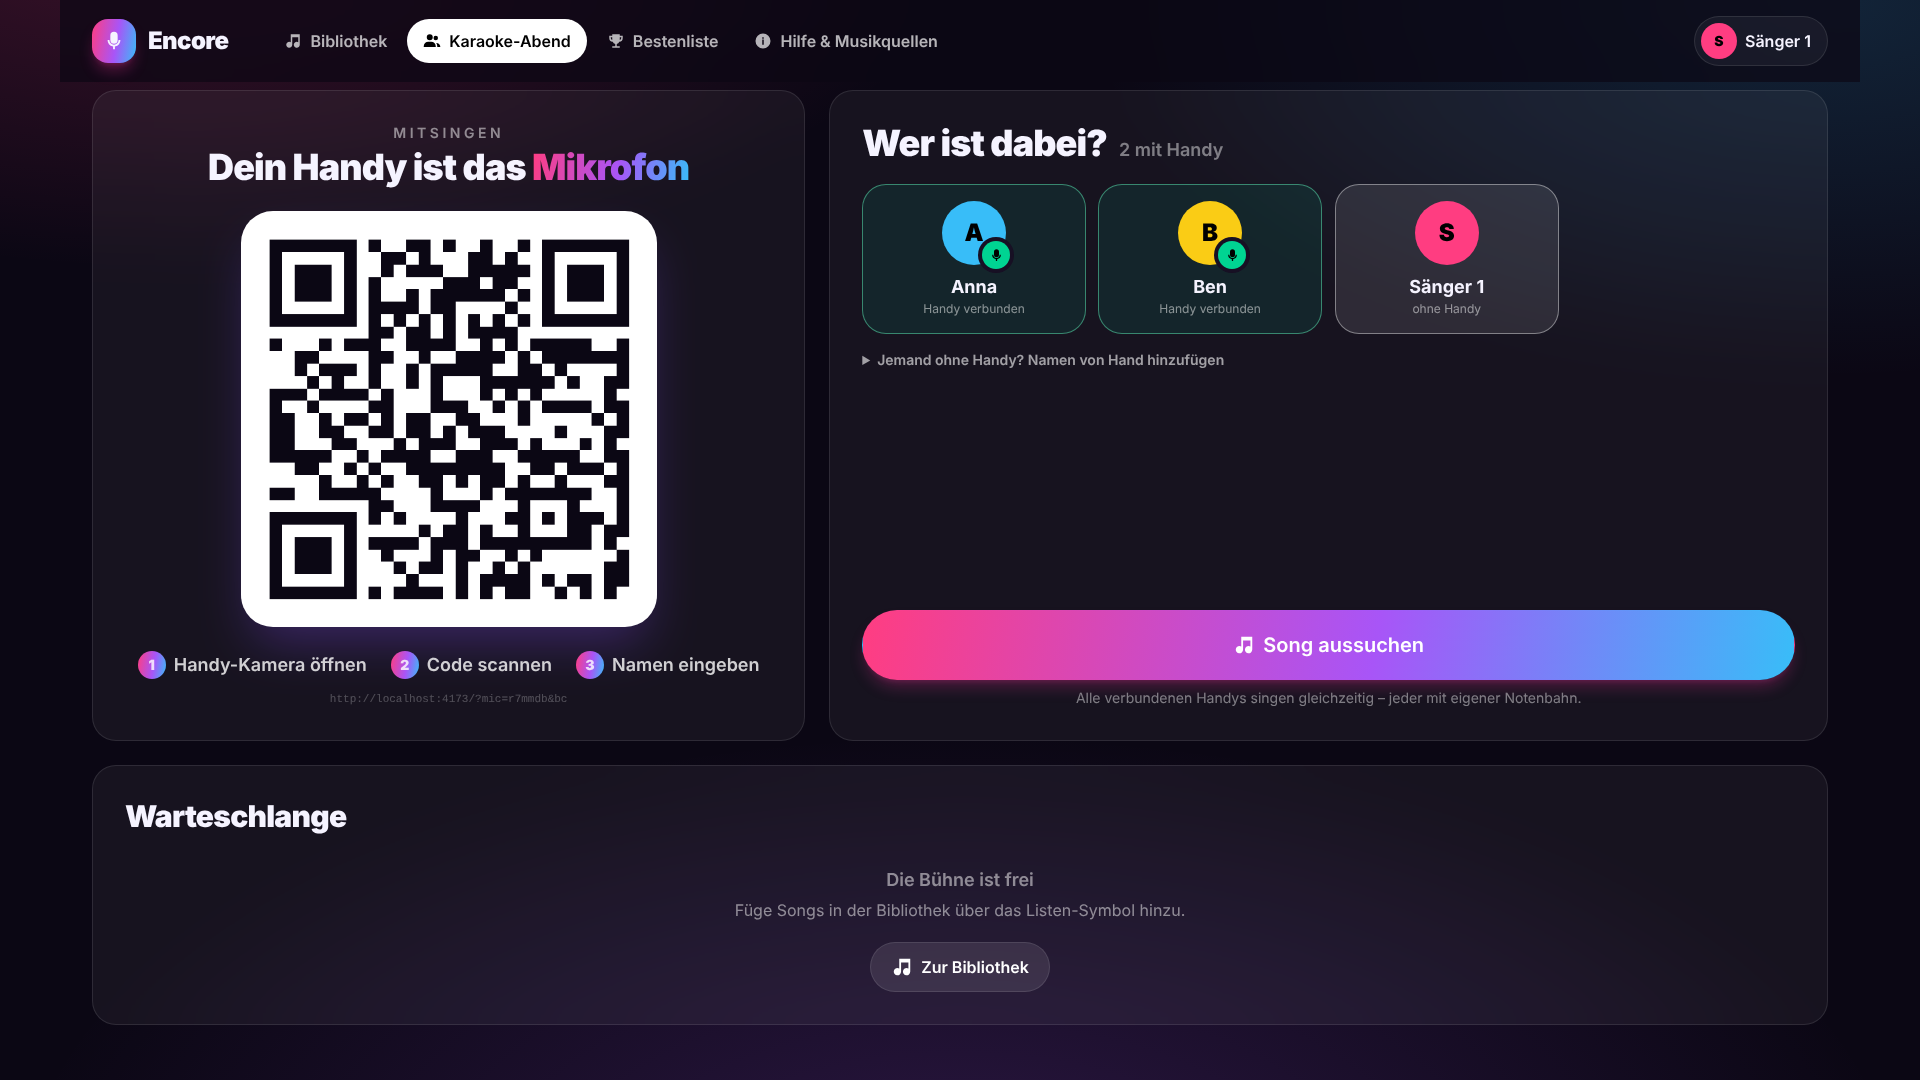 Encore
Bibliothek
Karaoke-Abend
Bestenliste
Hilfe & Musikquellen
S
Sänger 1
MITSINGEN
Dein Handy ist das Mikrofon
1 Handy-Kamera öffnen
2 Code scannen
3 Namen eingeben
http://localhost:4173/?mic=r7mmdb&bc
Wer ist dabei? 2 mit Handy
A
Anna
Handy verbunden
B
Ben
Handy verbunden
S
Sänger 1
ohne Handy
Jemand ohne Handy? Namen von Hand hinzufügen
Song aussuchen
Alle verbundenen Handys singen gleichzeitig – jeder mit eigener Notenbahn.
Warteschlange
Die Bühne ist frei
Füge Songs in der Bibliothek über das Listen-Symbol hinzu.
Zur Bibliothek